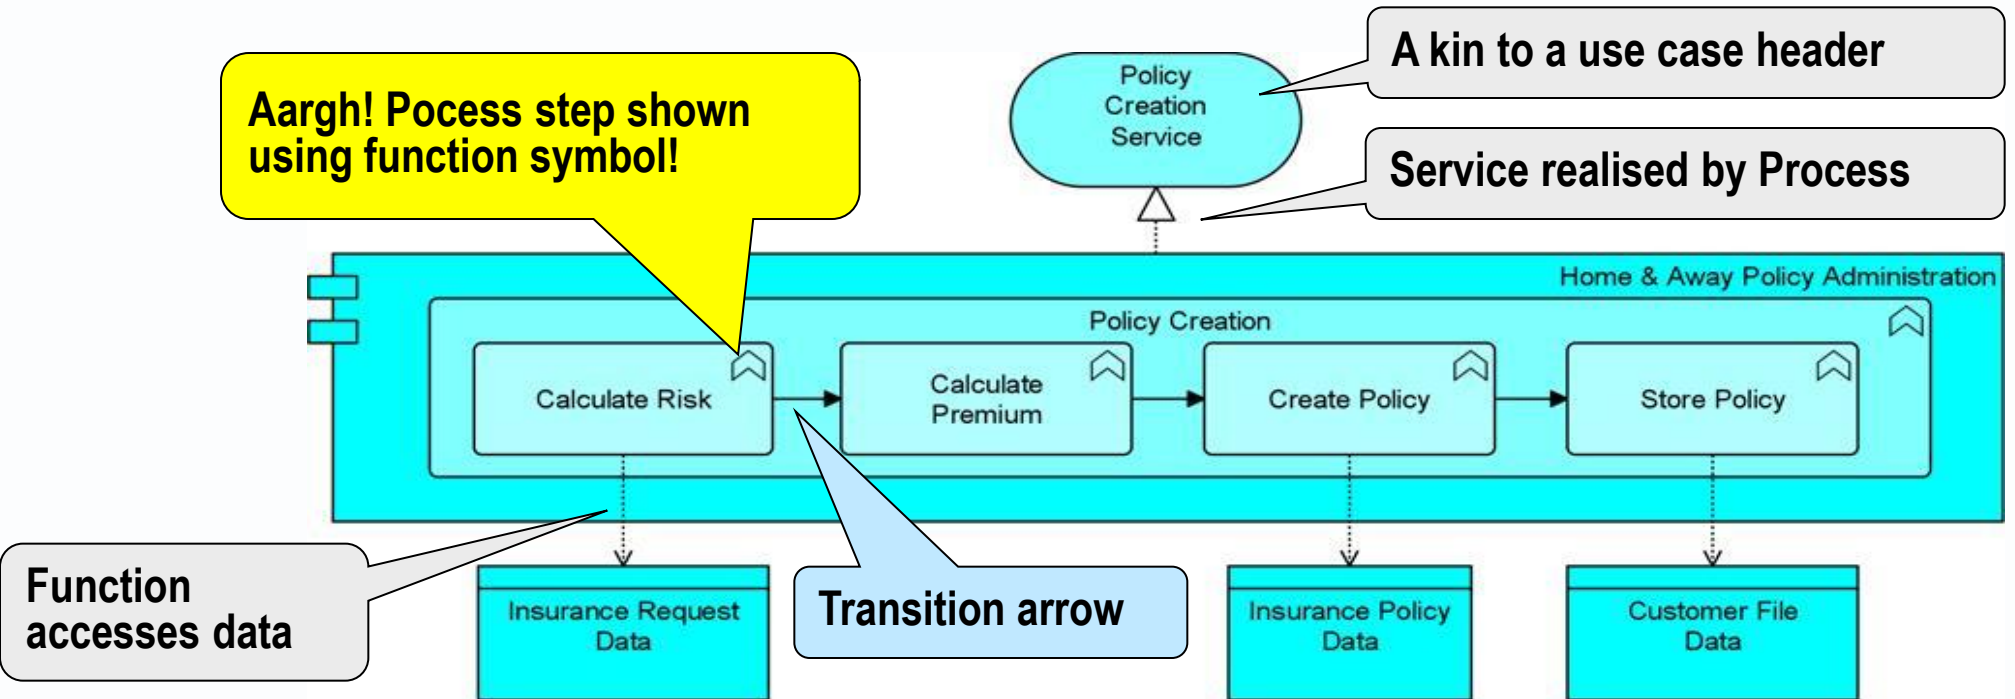 A kin to a use case header
Aargh! Pocess step shown
using function symbol!
Policy
Creation
Service
Service realised by Process
Home & Away Policy Administration
Policy Creation
Calculate Risk
Calculate
Premium
Create Policy
Store Policy
Function
accesses data
Transition arrow
Insurance Request
Data
Insurance Policy
Data
Customer File
Data